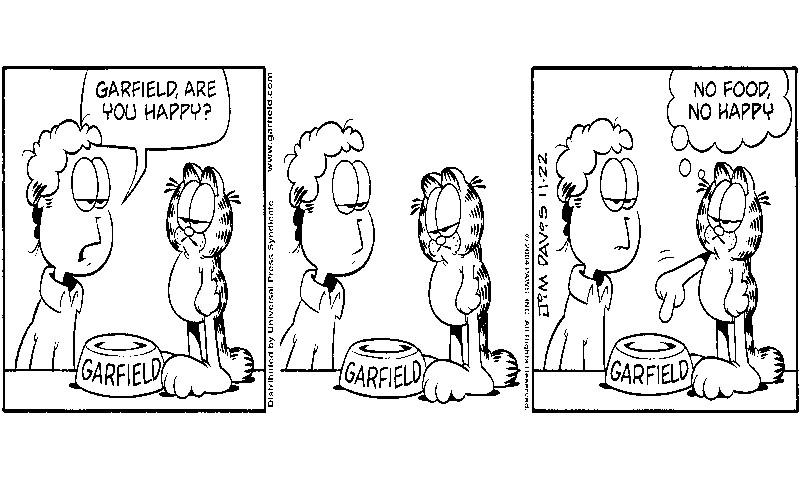 GARFIELD, ARE
YOU HAPPY?
GARFIELD
www.garfield.com
Distributed by Universal Press Syndicate
GARFIELD
JIM DAVIS 11.22
NO FOOD,
NO HAPPY
GARFIELD